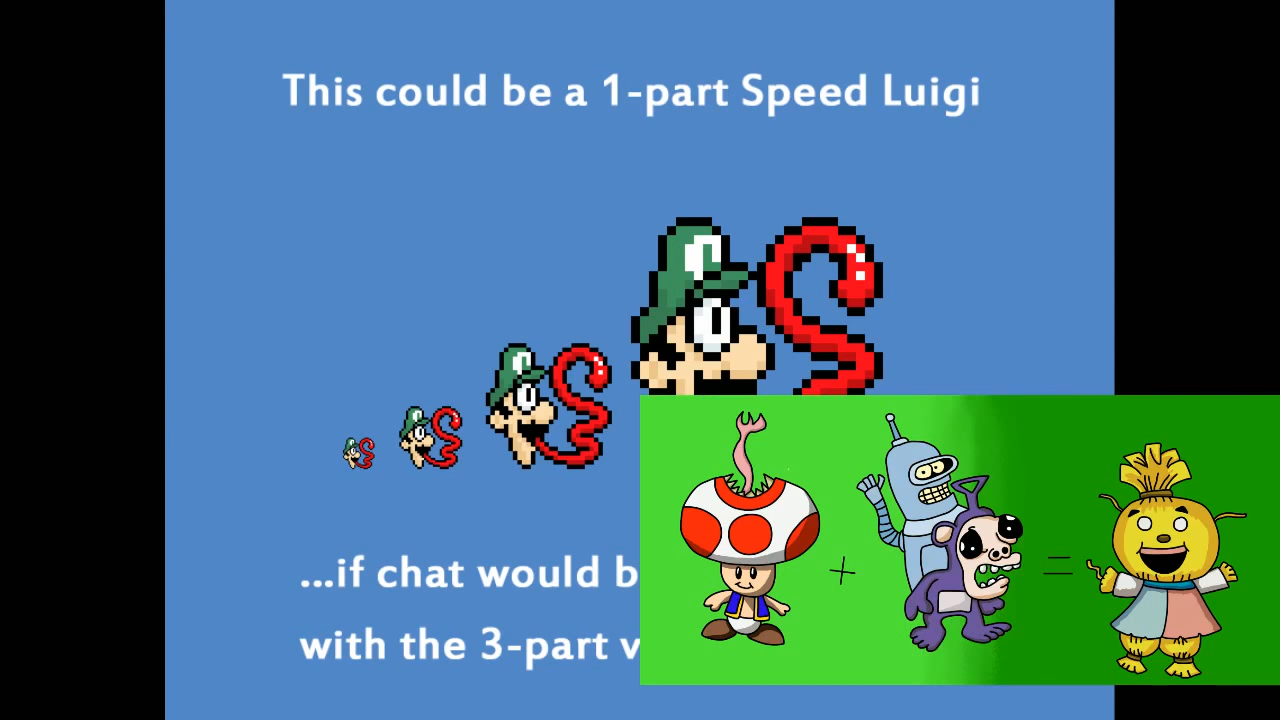 This could be a 1-part Speed Luigi
...if chat would b
with the 3-part v
+
=